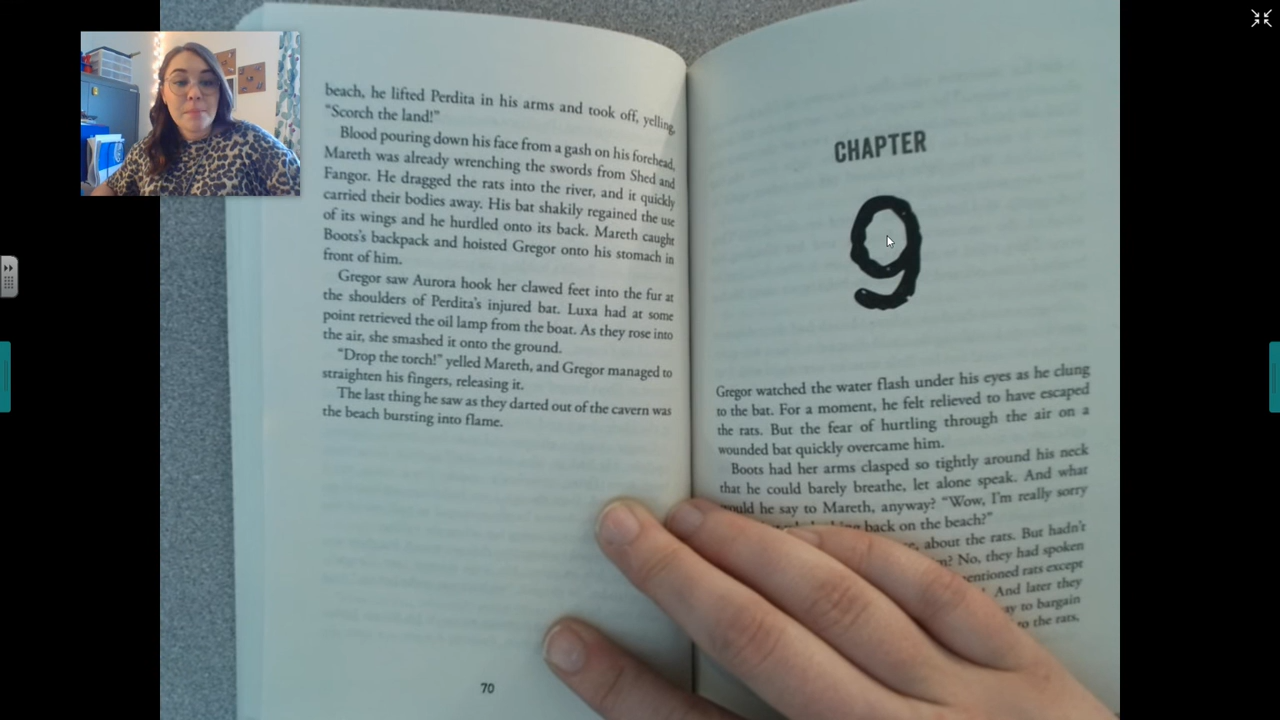 beach, he lifted Perdita in his arms and took off, yelling,
“Scorch the land!”
Blood pouring down his face from a gash on his forehead,
Mareth was already wrenching the swords from Shed and
Fangor. He dragged the rats into the river, and it quickly
carried their bodies away. His bat shakily regained the use
of its wings and he hurdled onto its back. Mareth caught
Boots’s backpack and hoisted Gregor onto his stomach in
front of him.
Gregor saw Aurora hook her clawed feet into the fur at
the shoulders of Perdita’s injured bat. Luxa had at some
point retrieved the oil lamp from the boat. As they rose into
the air, she smashed it onto the ground.
“Drop the torch!” yelled Mareth, and Gregor managed to
straighten his fingers, releasing it.
The last thing he saw as they darted out of the cavern was
the beach bursting into flame.
70
CHAPTER
9
Gregor watched the water flash under his eyes as he clung
to the bat. For a moment, he felt relieved to have escaped
the rats. But the fear of hurtling through the air on a
wounded bat quickly overcame him.
Boots had her arms clasped so tightly around his neck
that he could barely breathe, let alone speak. And what
would he say to Mareth, anyway? “Wow, I’m really sorry
back on the beach?”
about the rats. But hadn’t
No, they had spoken
rats except
And later they
to bargain
to the rats,